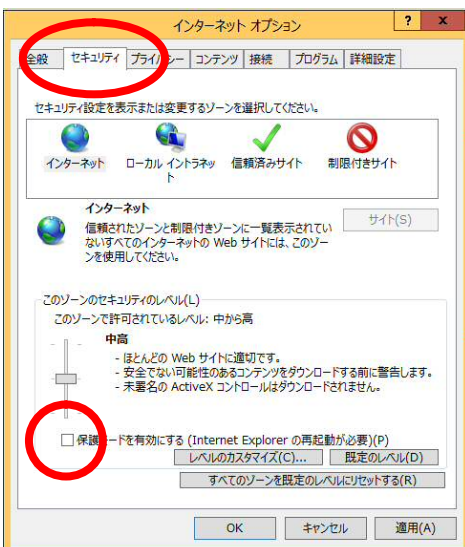 インターネット オプション
? x
全般 セキュリティ プライバシー コンテンツ 接続 プログラム 詳細設定
セキュリティ設定を表示または変更するゾーンを選択してください。
インターネット ローカル イントラネッ 信頼済みサイト 制限付きサイト
ト
インターネット
信頼されたゾーンと制限付きゾーンに一覧表示されてい
ないすべてのインターネットの Web サイトには、このゾー
ンを使用してください。
サイト(S)
このゾーンのセキュリティのレベル(L)
このゾーンで許可されているレベル: 中から高
中高
- ほとんどの Web サイトに適切です。
- 安全でない可能性のあるコンテンツをダウンロードする前に警告します。
- 未署名の ActiveX コントロールはダウンロードされません。
保護モードを有効にする (Internet Explorer の再起動が必要)(P)
レベルのカスタマイズ(C)... 既定のレベル(D)
すべてのゾーンを既定のレベルにリセットする(R)
OK キャンセル 適用(A)